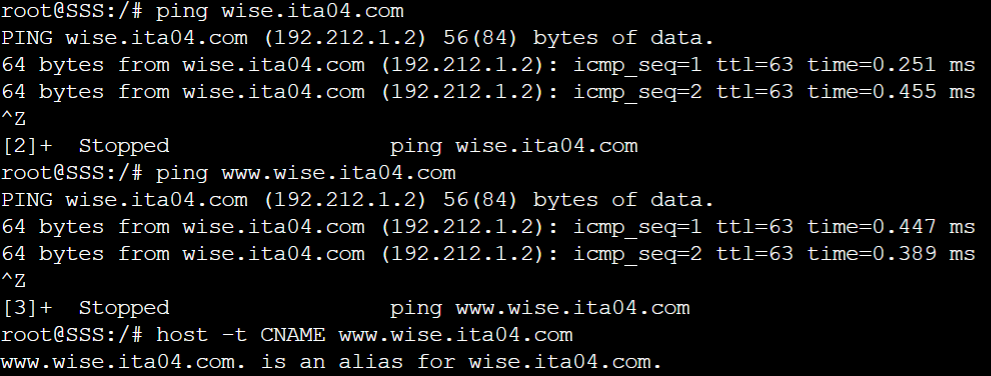 root@SSS:/# ping wise.ita04.com
PING wise.ita04.com (192.212.1.2) 56(84) bytes of data.
64 bytes from wise.ita04.com (192.212.1.2): icmp_seq=1 ttl=63 time=0.251 ms
64 bytes from wise.ita04.com (192.212.1.2): icmp_seq=2 ttl=63 time=0.455 ms
^Z
[2]+  Stopped                 ping wise.ita04.com
root@SSS:/# ping www.wise.ita04.com
PING wise.ita04.com (192.212.1.2) 56(84) bytes of data.
64 bytes from wise.ita04.com (192.212.1.2): icmp_seq=1 ttl=63 time=0.447 ms
64 bytes from wise.ita04.com (192.212.1.2): icmp_seq=2 ttl=63 time=0.389 ms
^Z
[3]+  Stopped                 ping www.wise.ita04.com
root@SSS:/# host -t CNAME www.wise.ita04.com
www.wise.ita04.com. is an alias for wise.ita04.com.